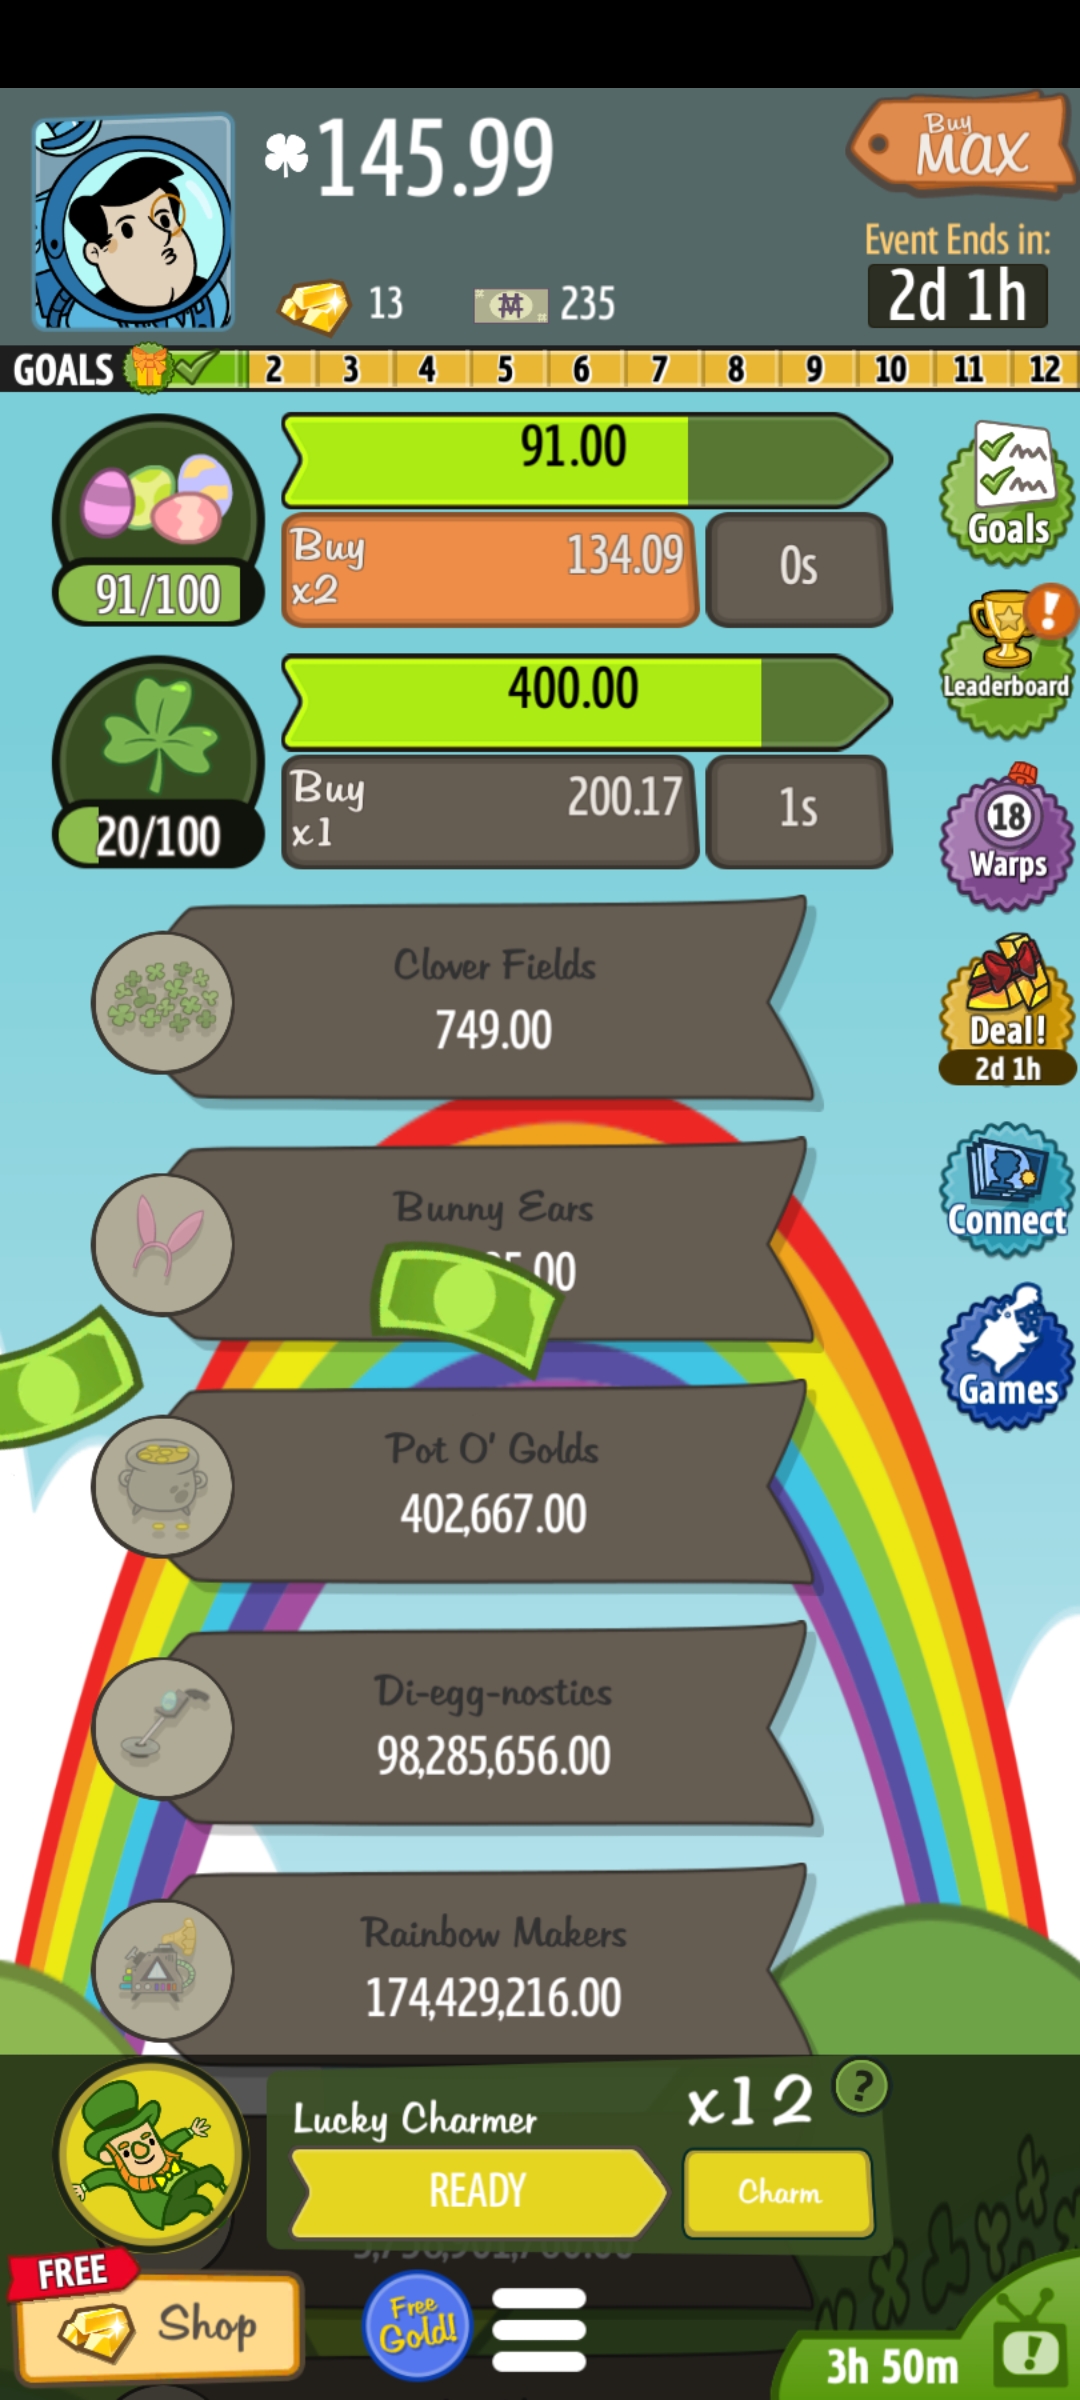 145.99
Buy
MAX
Event Ends in:
13
235
2d 1h
GOALS 2 3 4 5 6 7 8 9 10 11 12
91.00
Buy
x2
134.09
0s
91/100
Goals
400.00
Leaderboard
Buy
x1
200.17
1s
20/100
18
Warps
Clover Fields
749.00
Deal!
2d 1h
Bunny Ears
.00
Connect
Games
Pot O' Golds
402,667.00
Di-egg-nostics
98,285,656.00
Rainbow Makers
174,429,216.00
Lucky Charmer
x12
?
READY
Charm
FREE
Shop
Free
Gold!
3h 50m